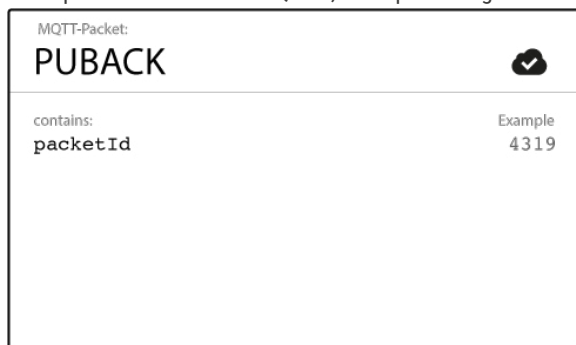 MQTT-Packet:
PUBACK
contains:
Example
packetId
4319